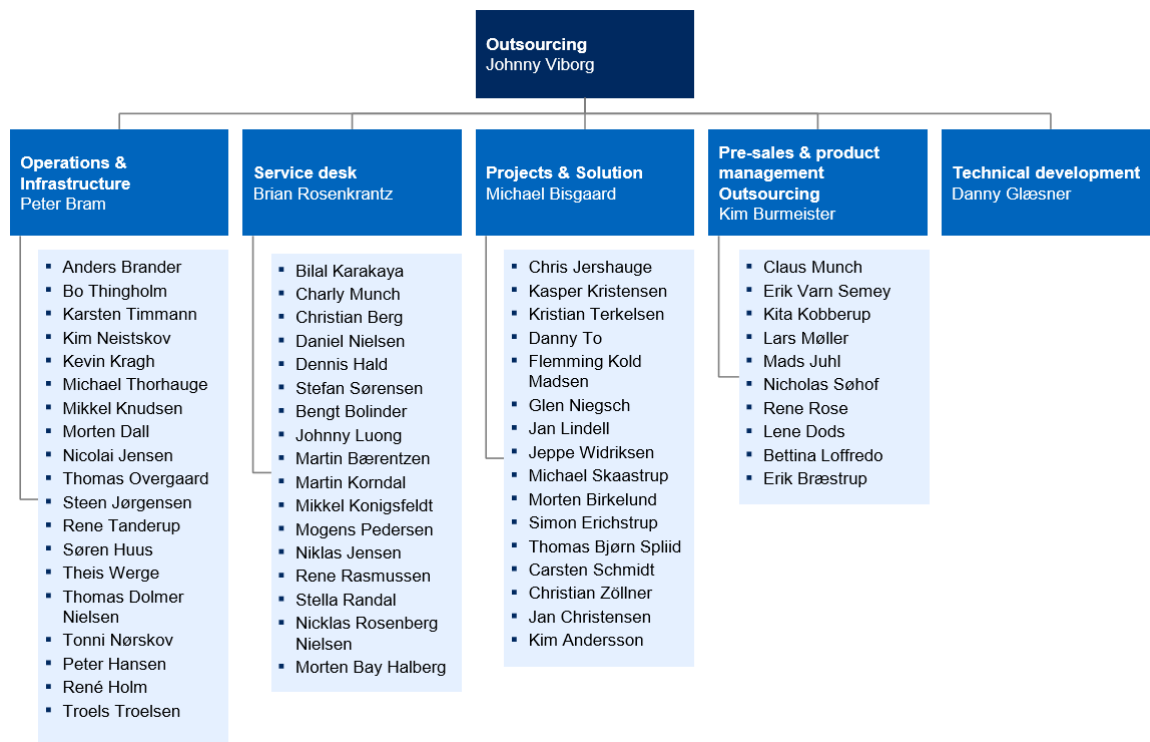 Outsourcing
Johnny Viborg
Operations &
Infrastructure
Peter Bram
Anders Brander
Bo Thingholm
Karsten Timmann
Kim Neistskov
Kevin Kragh
Michael Thorhauge
Mikkel Knudsen
Morten Dall
Nicolai Jensen
Thomas Overgaard
Steen Jørgensen
Rene Tanderup
Søren Huus
Theis Werge
Thomas Dolmer
Nielsen
Tonni Nørskov
Peter Hansen
René Holm
Troels Troelsen
Service desk
Brian Rosenkrantz
Bilal Karakaya
Charly Munch
Christian Berg
Daniel Nielsen
Dennis Hald
Stefan Sørensen
Bengt Bolinder
Johnny Luong
Martin Bærentzen
Martin Korndal
Mikkel Konigsfeldt
Mogens Pedersen
Niklas Jensen
Rene Rasmussen
Stella Randal
Nicklas Rosenberg
Nielsen
Morten Bay Halberg
Projects & Solution
Michael Bisgaard
Chris Jershauge
Kasper Kristensen
Kristian Terkelsen
Danny To
Flemming Kold
Madsen
Glen Niegsch
Jan Lindell
Jeppe Widriksen
Michael Skaastrup
Morten Birkelund
Simon Erichstrup
Thomas Bjørn Spliid
Carsten Schmidt
Christian Zöllner
Jan Christensen
Kim Andersson
Pre-sales & product
management
Outsourcing
Kim Burmeister
Claus Munch
Erik Varn Semey
Kita Kobberup
Lars Møller
Mads Juhl
Nicholas Søhof
Rene Rose
Lene Dods
Bettina Loffredo
Erik Bræstrup
Technical development
Danny Glæsner